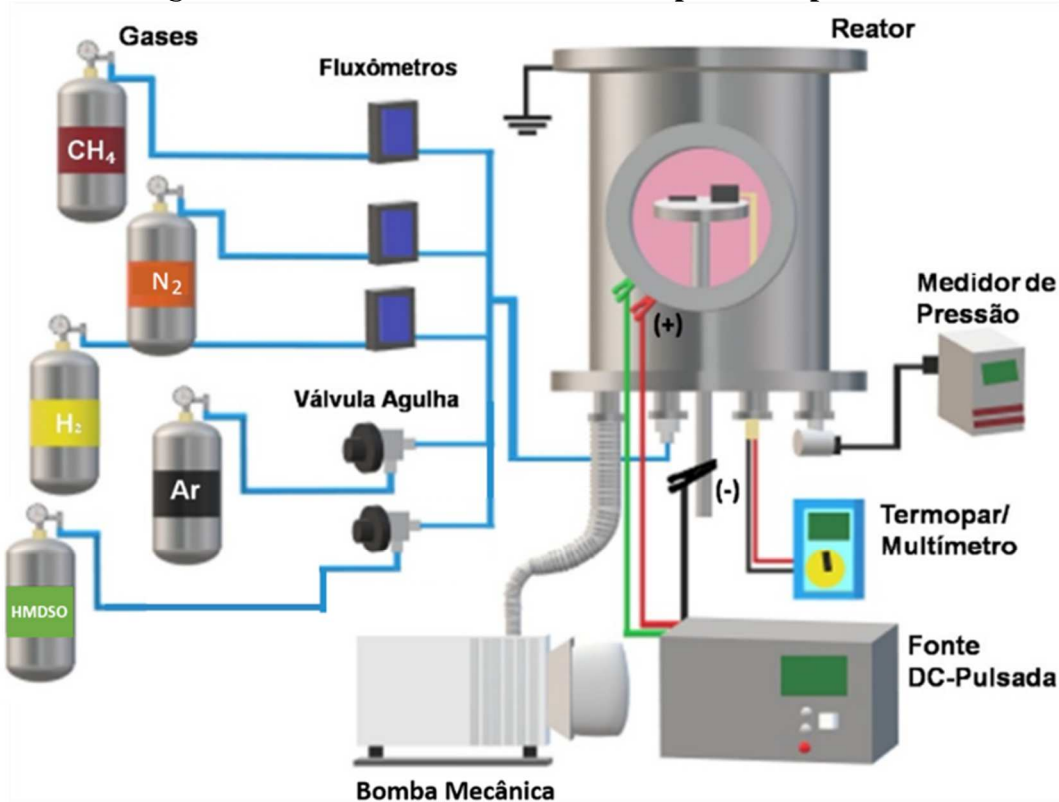 Gases
Fluxômetros
Reator
CH₄
N₂
H₂
Ar
HMDSO
Válvula Agulha
(+)
(-)
Medidor de
Pressão
Termopar/
Multímetro
Fonte
DC-Pulsada
Bomba Mecânica